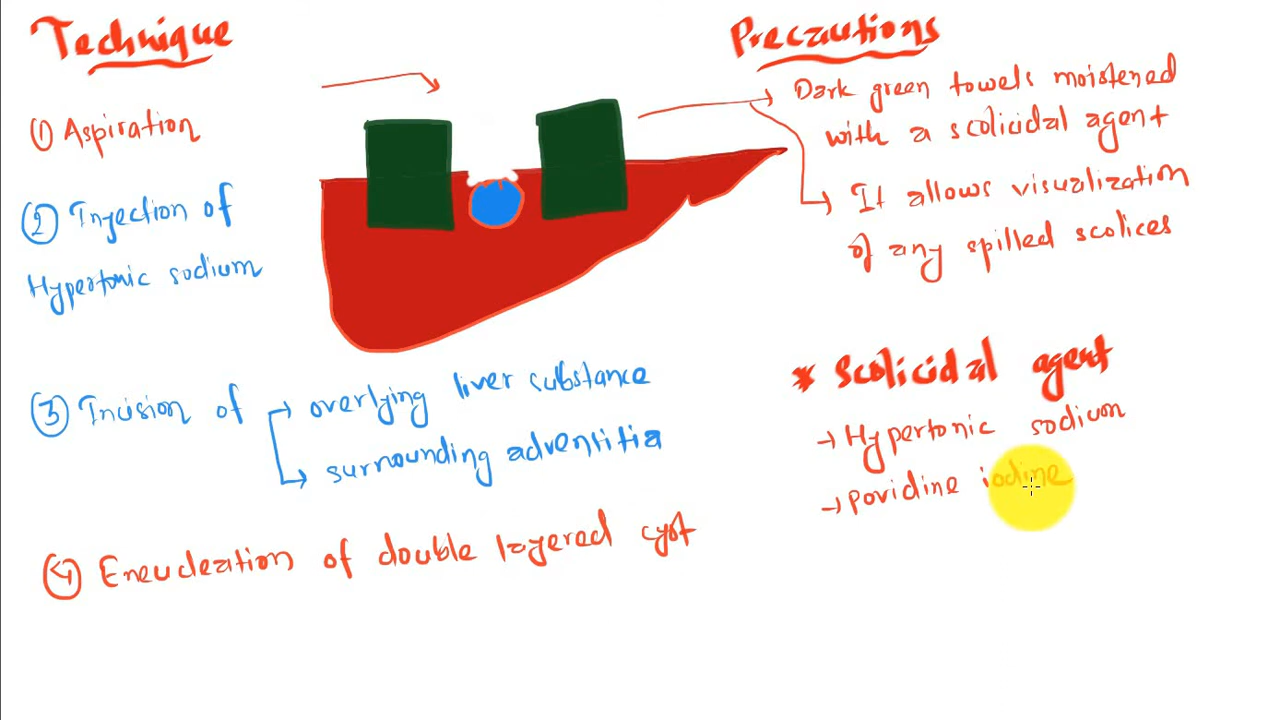 Technique
① Aspiration
② Injection of
Hypertonic sodium
③ Incision of → overlying liver substance
→ surrounding adventitia
④ Eneucleation of double layered cyst
Precautions
→ Dark green towels moistened
with a scolicidal agent
→ It allows visualization
of any spilled scolices
* Scolicidal agent
→ Hypertonic sodium
→ povidine iodine